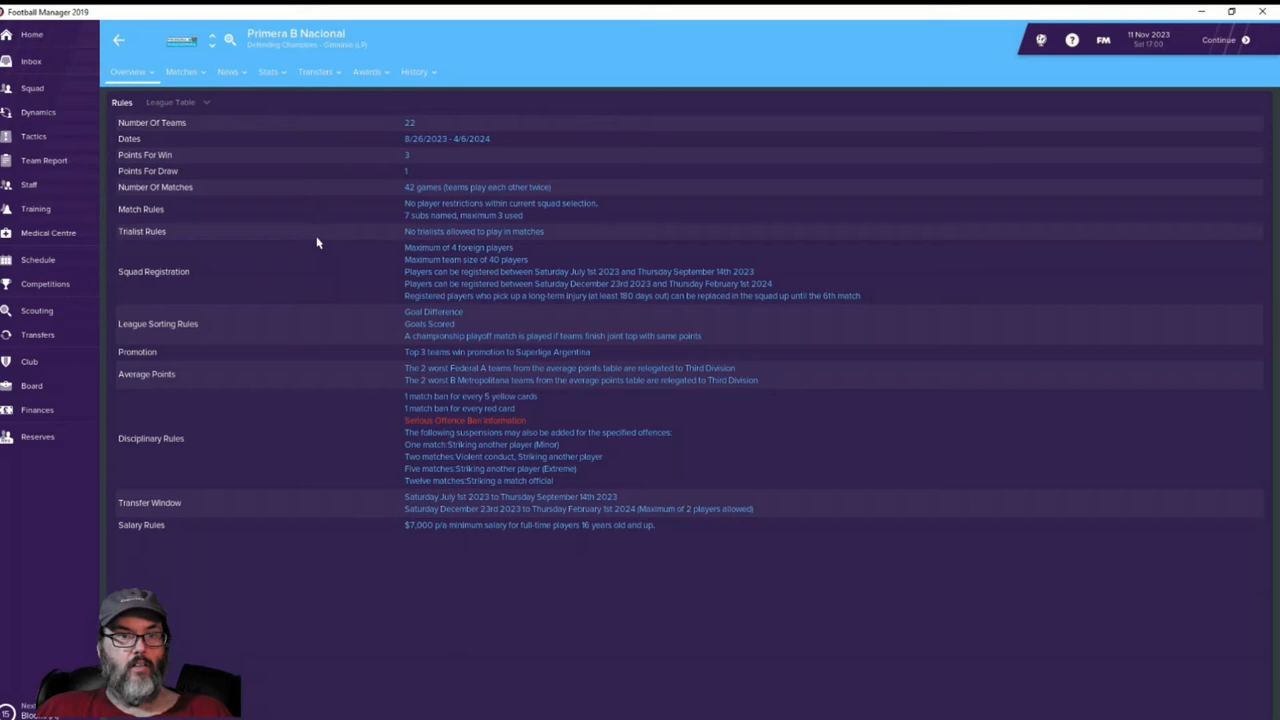 Football Manager 2019
Home
Inbox
Squad
Dynamics
Tactics
Team Report
Staff
Training
Medical Centre
Schedule
Competitions
Scouting
Transfers
Club
Board
Finances
Reserves
Primera B Nacional
Defending Champions - Gimnasia (LP)
FM
11 Nov 2023
Sat 17:00
Continue
Overview Matches News Stats Transfers Awards History
Rules League Table
Number Of Teams 22
Dates 8/26/2023 - 4/6/2024
Points For Win 3
Points For Draw 1
Number Of Matches 42 games (teams play each other twice)
Match Rules No player restrictions within current squad selection.
7 subs named, maximum 3 used
Trialist Rules No trialists allowed to play in matches
Squad Registration Maximum of 4 foreign players
Maximum team size of 40 players
Players can be registered between Saturday July 1st 2023 and Thursday September 14th 2023
Players can be registered between Saturday December 23rd 2023 and Thursday February 1st 2024
Registered players who pick up a long-term injury (at least 180 days out) can be replaced in the squad up until the 6th match
League Sorting Rules Goal Difference
Goals Scored
A championship playoff match is played if teams finish joint top with same points
Promotion Top 3 teams win promotion to Superliga Argentina
Average Points The 2 worst Federal A teams from the average points table are relegated to Third Division
The 2 worst B Metropolitana teams from the average points table are relegated to Third Division
Disciplinary Rules 1 match ban for every 5 yellow cards
1 match ban for every red card
Serious Offence Ban Information
The following suspensions may also be added for the specified offences:
One match:Striking another player (Minor)
Two matches:Violent conduct, Striking another player
Five matches:Striking another player (Extreme)
Twelve matches:Striking a match official
Transfer Window Saturday July 1st 2023 to Thursday September 14th 2023
Saturday December 23rd 2023 to Thursday February 1st 2024 (Maximum of 2 players allowed)
Salary Rules $7,000 p/a minimum salary for full-time players 16 years old and up.
15